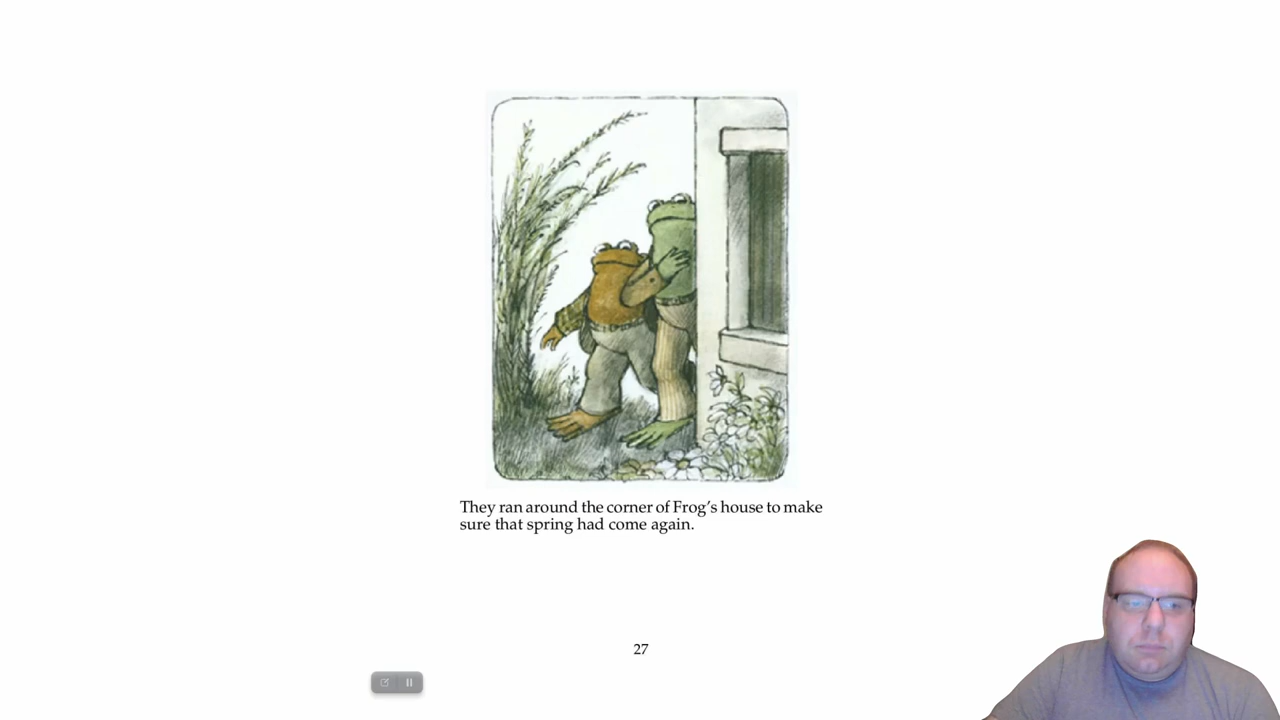 They ran around the corner of Frog’s house to make
sure that spring had come again.
27